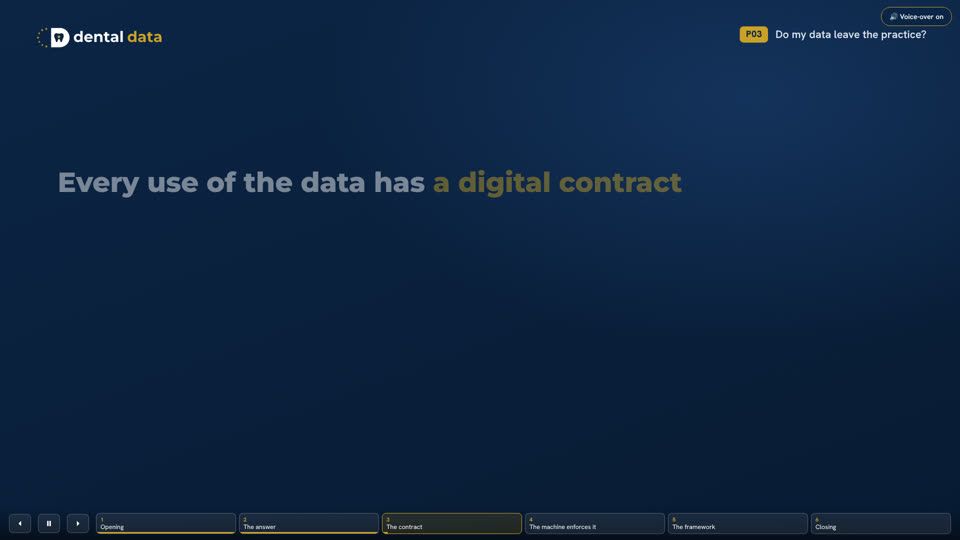 🔊 Voice-over on
dental data
P03 Do my data leave the practice?
Every use of the data has a digital contract
1
Opening
2
The answer
3
The contract
4
The machine enforces it
5
The framework
6
Closing